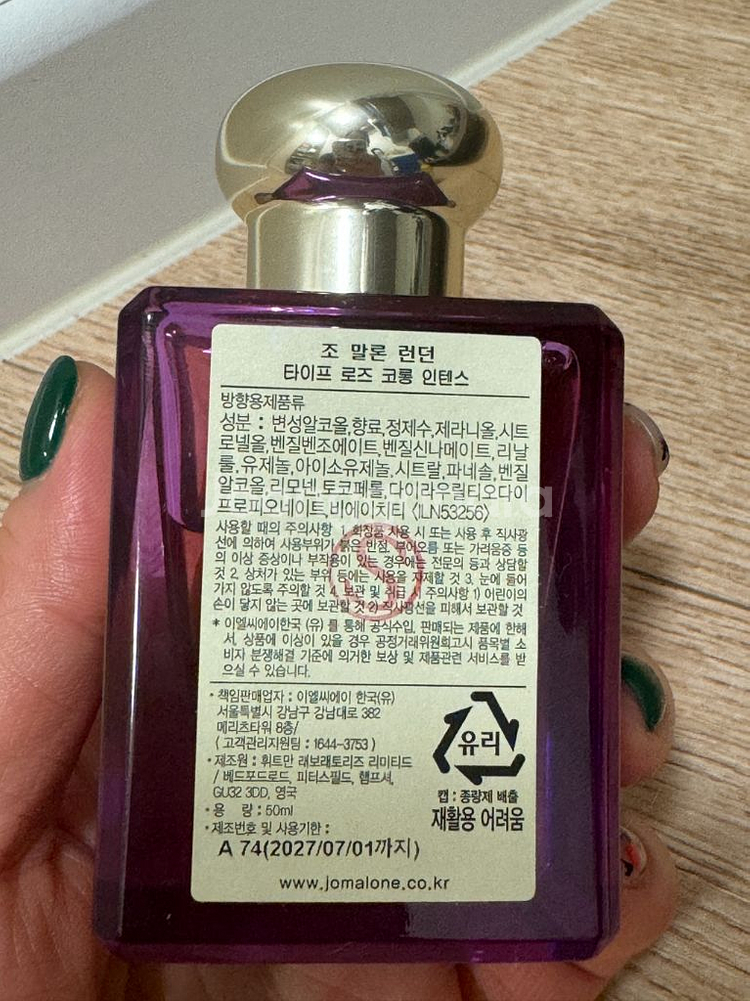 조 말론 런던
타이프 로즈 코롱 인텐스
방향용제품류
성분 : 변성알코올,향료,정제수,제라니올,시트
로넬올,벤질벤조에이트,벤질신나메이트,리날
룰,유제놀,아이소유제놀,시트랄,파네솔,벤질
알코올,리모넨,토코페롤,다이라우릴티오다이
프로피오네이트,비에이치티 <ILN53256>
사용할 때의 주의사항 1. 화장품 사용 시 또는 사용 후 직사광
선에 의하여 사용부위가 붉은 반점, 부어오름 또는 가려움증 등
의 이상 증상이나 부작용이 있는 경우에는 전문의 등과 상담할
것 2. 상처가 있는 부위 등에는 사용을 자제할 것 3. 눈에 들어
가지 않도록 주의할 것 4. 보관 및 취급 시 주의사항 1) 어린이의
손이 닿지 않는 곳에 보관할 것 2) 직사광선을 피해서 보관할 것
* 이엘씨에이한국 (유) 를 통해 공식수입, 판매되는 제품에 한해
서, 상품에 이상이 있을 경우 공정거래위원회고시 품목별 소
비자 분쟁해결 기준에 의거한 보상 및 제품관련 서비스를 받
으실 수 있습니다.
• 책임판매업자 : 이엘씨에이 한국(유)
서울특별시 강남구 강남대로 382
메리츠타워 8층/
( 고객관리지원팀 : 1644-3753 )
• 제조원 : 휘트만 래보래토리즈 리미티드
/ 베드포드로드, 피터스필드, 햄프셔,
GU32 3DD, 영국
• 용 량 : 50ml
• 제조번호 및 사용기한 :
A 74(2027/07/01까지)
유리
캡 : 종량제 배출
재활용 어려움
www.jomalone.co.kr